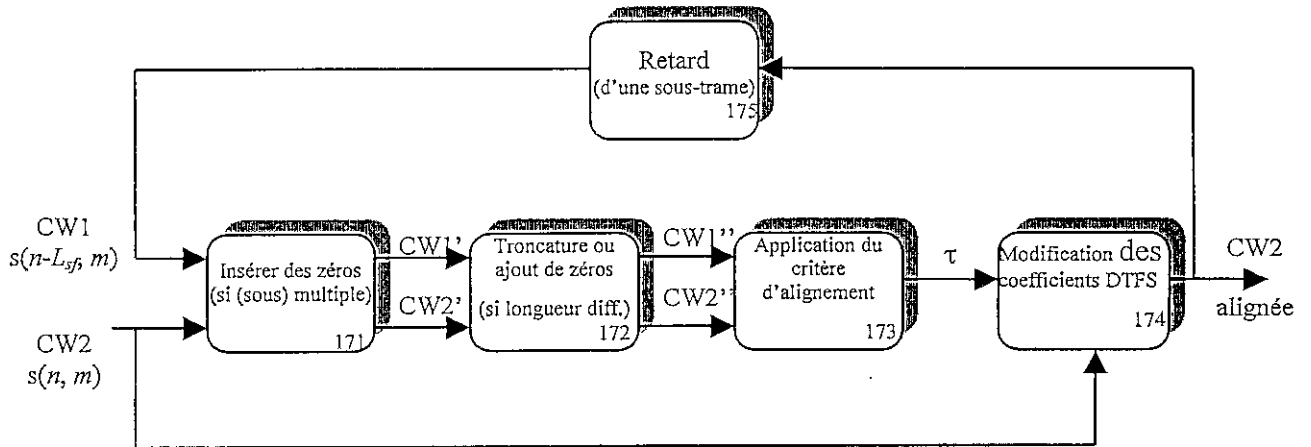 Retard
(d'une sous-trame)
175
CW1
s(n-Lsf, m)
CW2
s(n, m)
Insérer des zéros
(si (sous) multiple)
171
CW1'
CW2'
Troncature ou
ajout de zéros
(si longueur diff.)
172
CW1''
CW2''
Application du
critère
d'alignement
173
τ
Modification des
coefficients DTFS
174
CW2
alignée